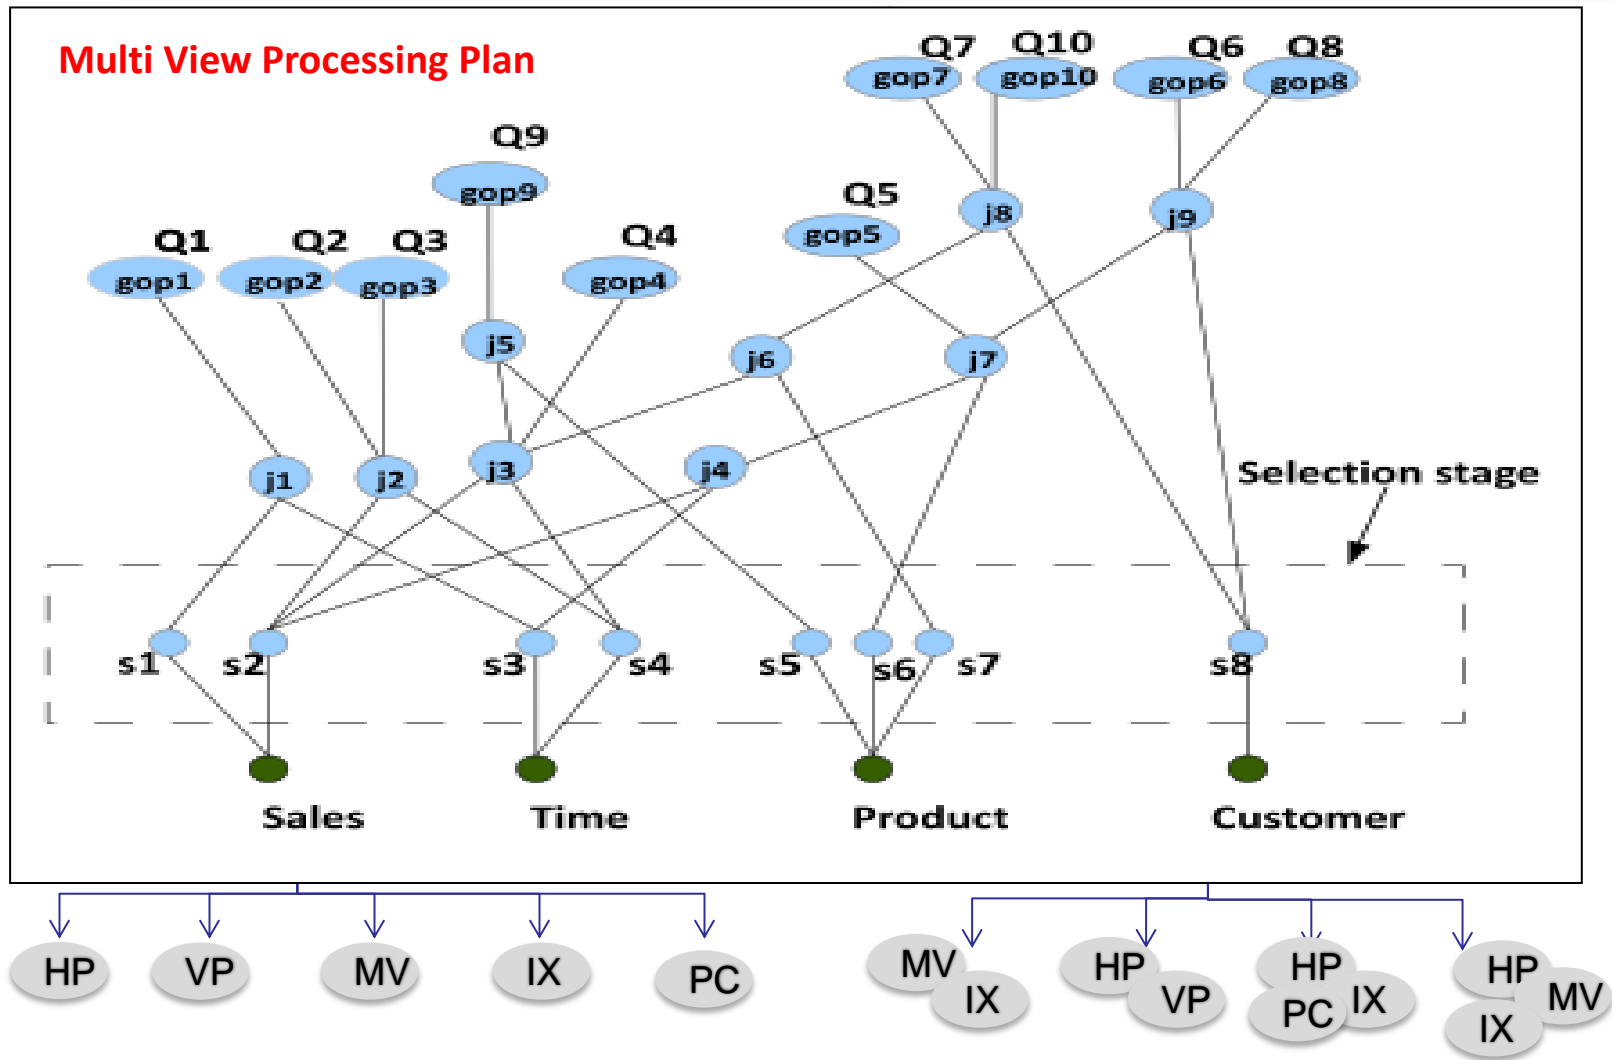 Multi View Processing Plan
Q7 Q10 Q6 Q8
gop7 gop10 gop6 gop8
Q9
gop9
Q5
gop5
j8 j9
Q1 Q2 Q3 Q4
gop1 gop2 gop3 gop4
j5 j6 j7
j1 j2 j3 j4
Selection stage
s1 s2 s3 s4 s5 s6 s7 s8
Sales Time Product Customer
HP VP MV IX PC
MV IX
HP VP
HP PC IX
HP MV IX